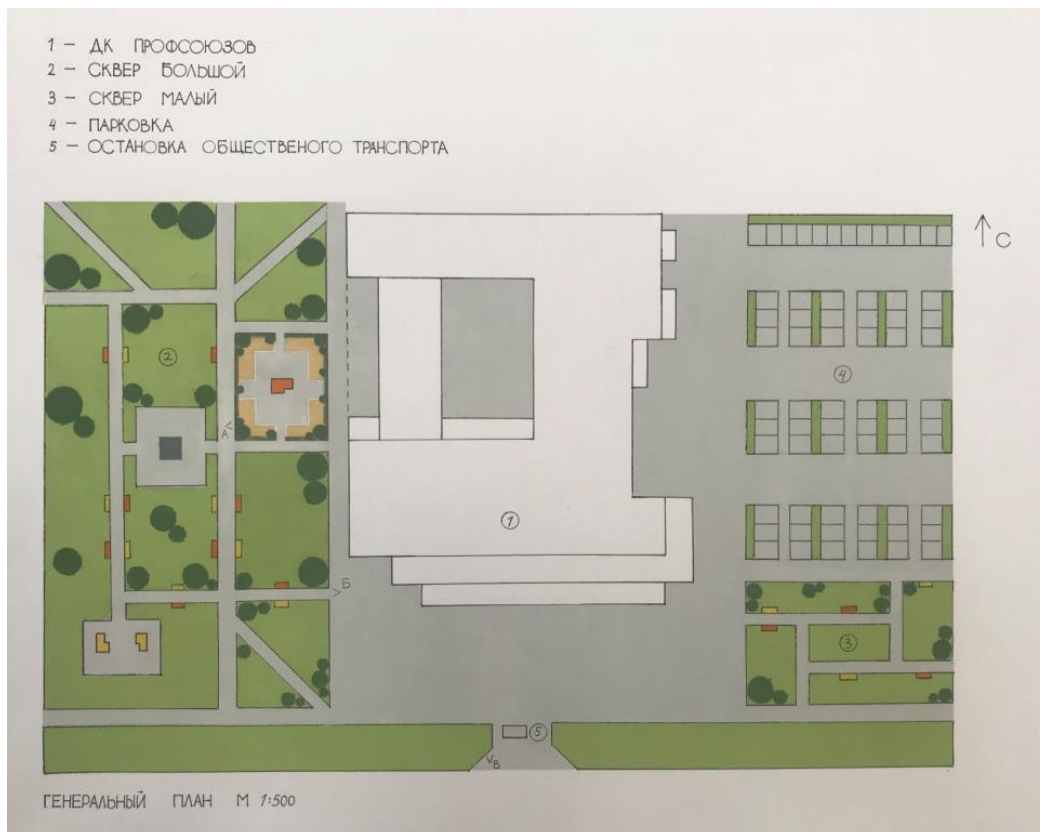 1 – ДК ПРОФСОЮЗОВ
2 – СКВЕР БОЛЬШОЙ
3 – СКВЕР МАЛЫЙ
4 – ПАРКОВКА
5 – ОСТАНОВКА ОБЩЕСТВЕНОГО ТРАНСПОРТА
С
2
4
А
1
Б
3
5
В
ГЕНЕРАЛЬНЫЙ ПЛАН М 1:500